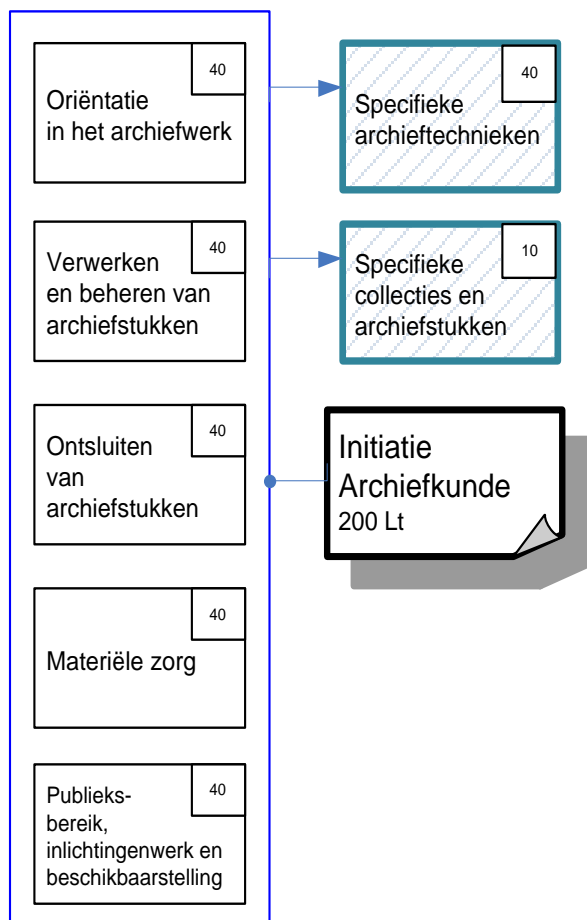 40
Oriëntatie
in het archiefwerk
40
Specifieke
archieftechnieken
40
Verwerken
en beheren van
archiefstukken
10
Specifieke
collecties en
archiefstukken
40
Ontsluiten
van
archiefstukken
Initiatie
Archiefkunde
200 Lt
40
Materiële zorg
40
Publieks-
bereik,
inlichtingenwerk en
beschikbaarstelling